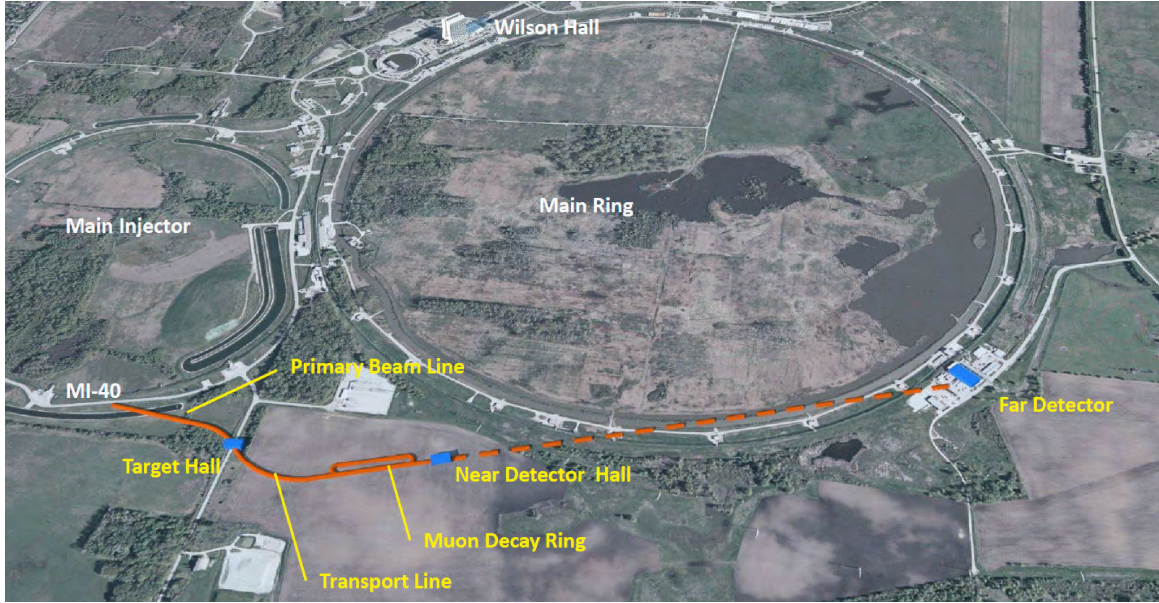 Wilson Hall
Main Ring
Main Injector
Primary Beam Line
MI-40
Far Detector
Target Hall
Near Detector Hall
Muon Decay Ring
Transport Line